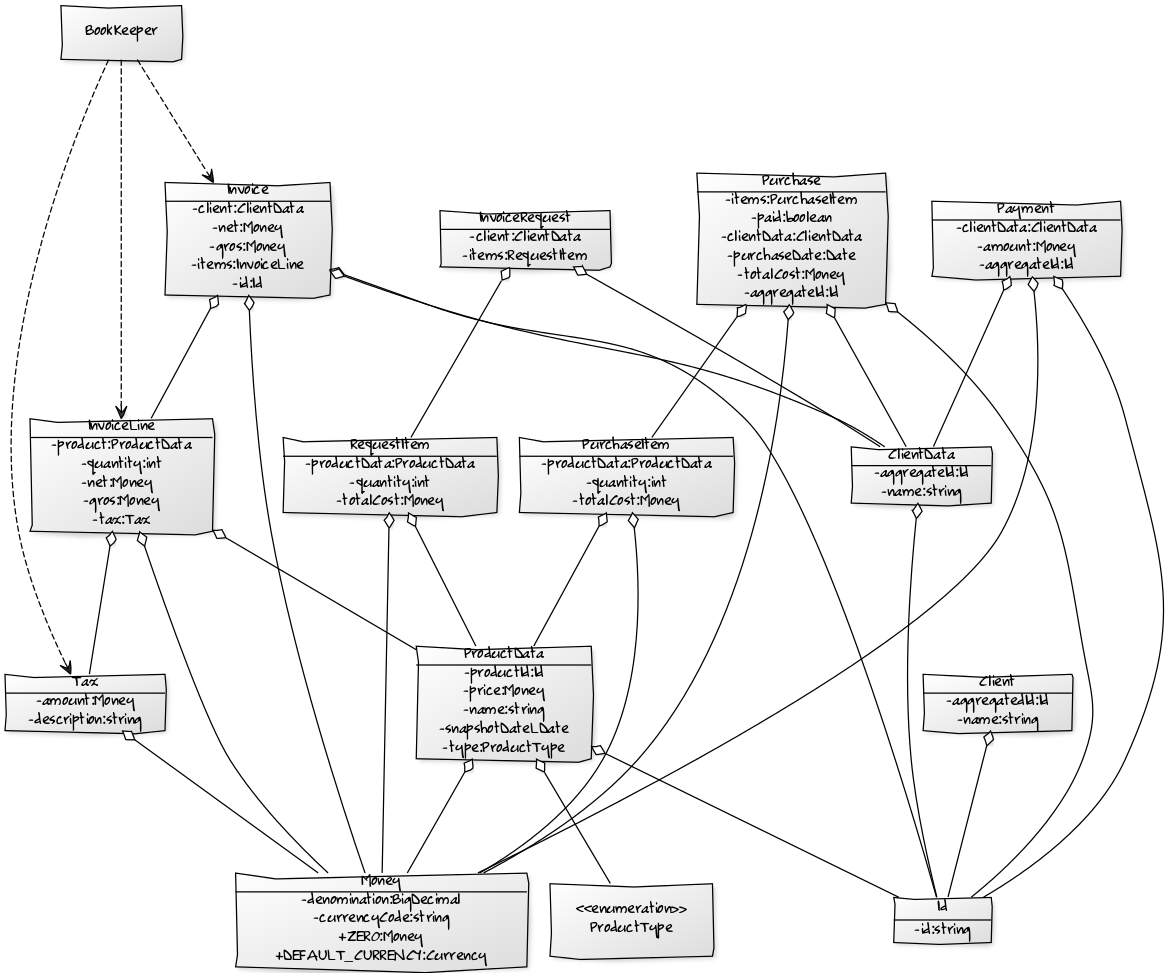 BookKeeper
Invoice
-client:ClientData
-net:Money
-gros:Money
-items:InvoiceLine
-id:Id
InvoiceRequest
-client:ClientData
-items:RequestItem
Purchase
-items:PurchaseItem
-paid:boolean
-clientData:ClientData
-purchaseDate:Date
-totalCost:Money
-aggregateId:Id
Payment
-clientData:ClientData
-amount:Money
-aggregateId:Id
InvoiceLine
-product:ProductData
-quantity:int
-net:Money
-gros:Money
-tax:Tax
RequestItem
-productData:ProductData
-quantity:int
-totalCost:Money
PurchaseItem
-productData:ProductData
-quantity:int
-totalCost:Money
ClientData
-aggregateId:Id
-name:string
Tax
-amount:Money
-description:string
ProductData
-productId:Id
-price:Money
-name:string
-snapshotDateLDate
-type:ProductType
Client
-aggregatedId:Id
-name:string
Money
-denomination:BigDecimal
-currencyCode:string
+ZERO:Money
+DEFAULT_CURRENCY:Currency
<<enumeration>>
ProductType
Id
-id:string